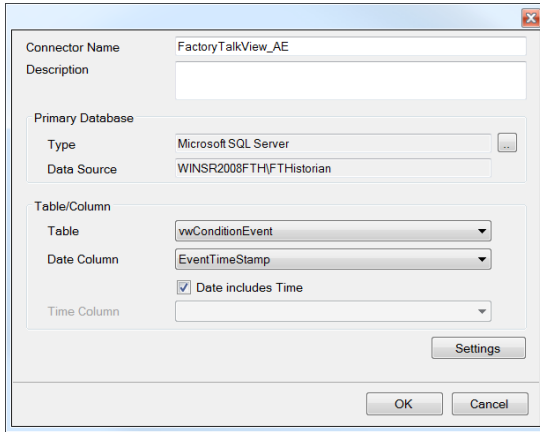 Connector Name FactoryTalkView_AE
Description
Primary Database
Type Microsoft SQL Server ..
Data Source WINSR2008FTH\FTHistorian
Table/Column
Table vwConditionEvent
Date Column EventTimeStamp
Date includes Time
Time Column
Settings
OK Cancel